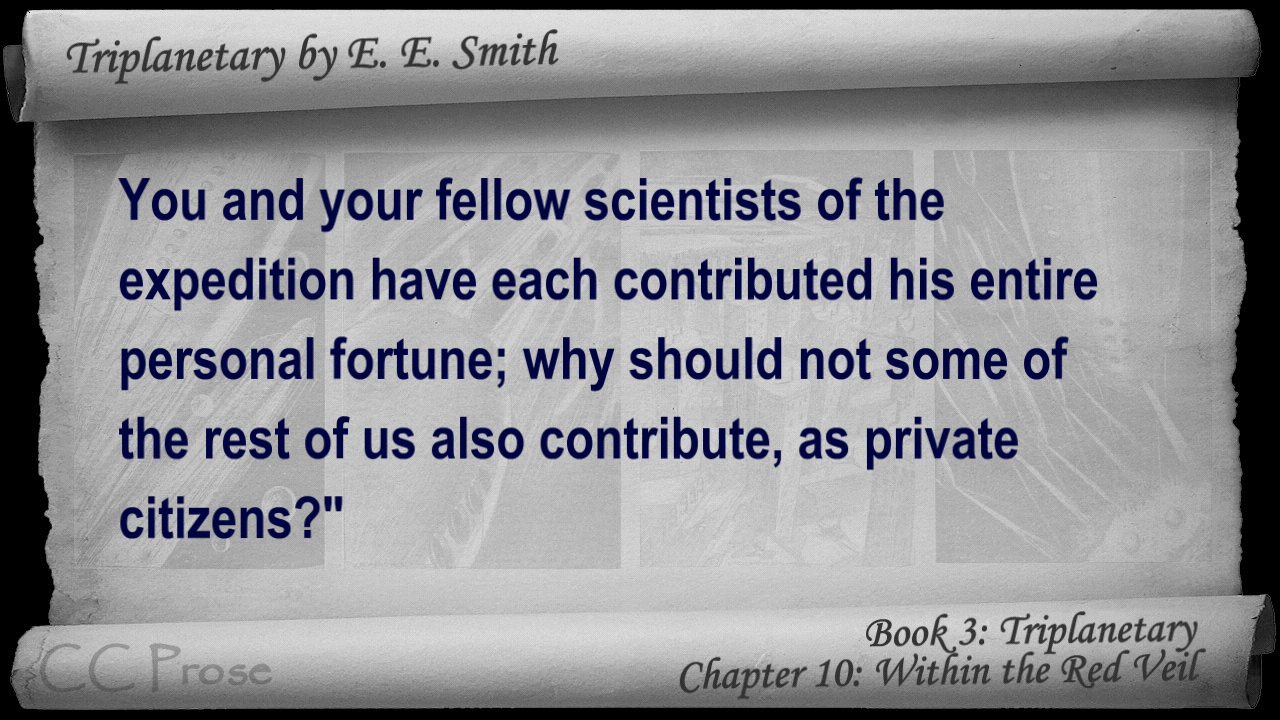 Triplanetary by E. E. Smith
You and your fellow scientists of the
expedition have each contributed his entire
personal fortune; why should not some of
the rest of us also contribute, as private
citizens?"
Book 3: Triplanetary
Chapter 10: Within the Red Veil
CC Prose